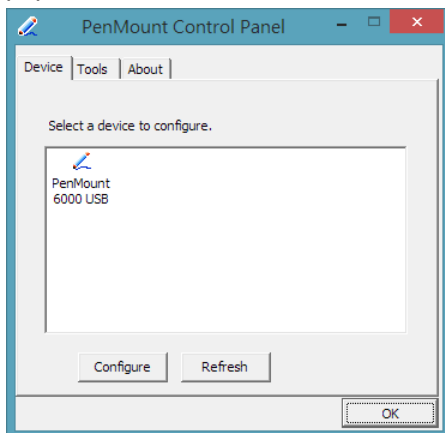 PenMount Control Panel
Device Tools About
Select a device to configure.
PenMount
6000 USB
Configure Refresh
OK